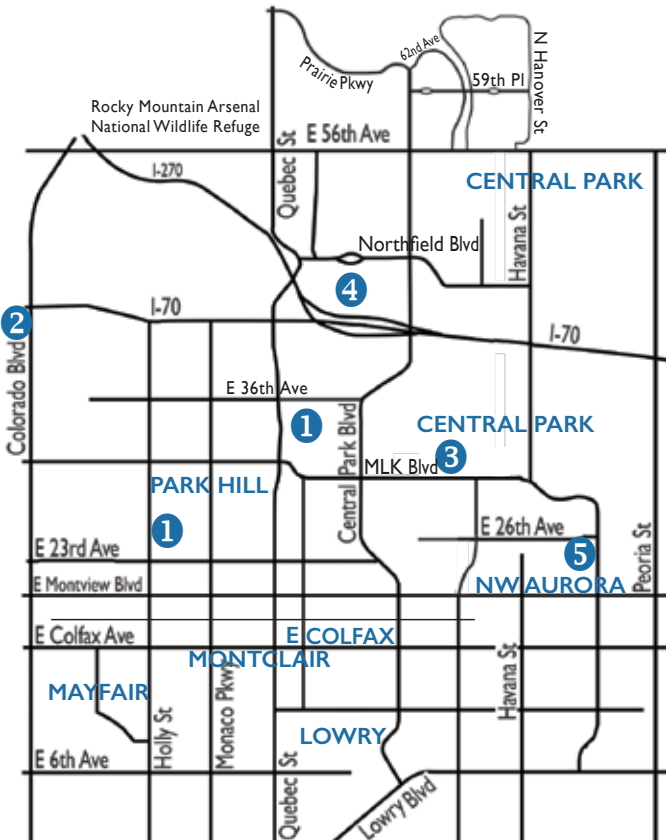 62nd Ave
N Hanover St
Prairie Pkwy
59th Pl
Rocky Mountain Arsenal
National Wildlife Refuge
E 56th Ave
Quebec St
I-270
CENTRAL PARK
Havana St
Northfield Blvd
4
2
I-70
I-70
Colorado Blvd
E 36th Ave
1
Central Park Blvd
CENTRAL PARK
3
MLK Blvd
PARK HILL
1
E 26th Ave
5
Peoria St
E 23rd Ave
E Montview Blvd
NW AURORA
E Colfax Ave
E COLFAX
MONTCLAIR
MAYFAIR
Holly St
Monaco Pkwy
Havana St
LOWRY
E 6th Ave
Quebec St
Lowry Blvd